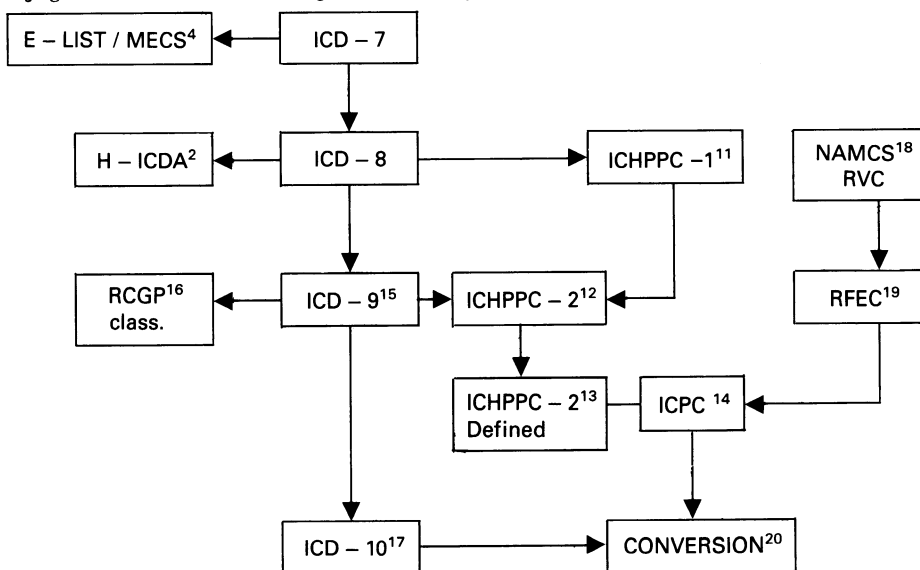 E – LIST / MECS⁴
ICD – 7
H – ICDA²
ICD – 8
ICHPPC –1¹¹
NAMCS¹⁸
RVC
RCGP¹⁶
class.
ICD – 9¹⁵
ICHPPC – 2¹²
RFEC¹⁹
ICHPPC – 2¹³
Defined
ICPC ¹⁴
ICD – 10¹⁷
CONVERSION²⁰